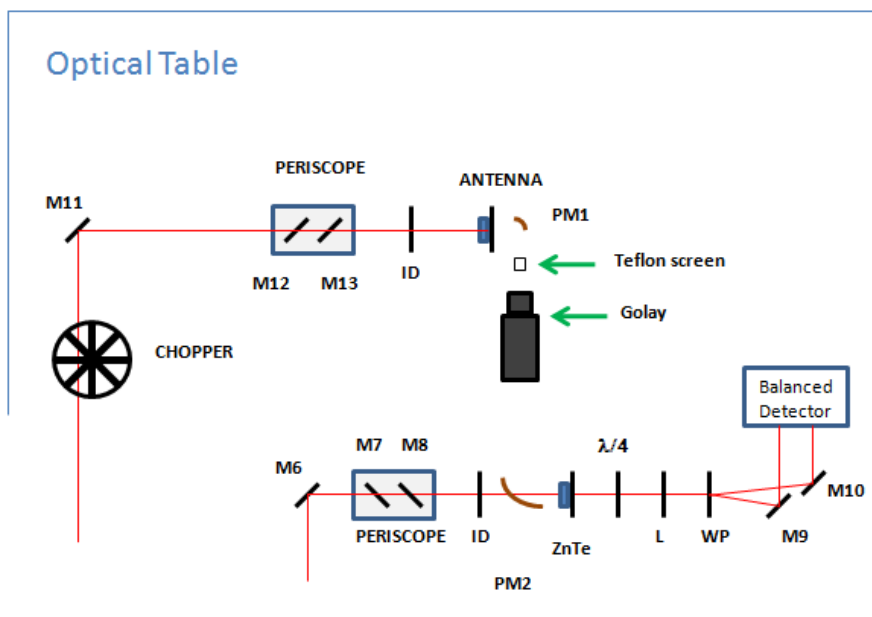 Optical Table
PERISCOPE
ANTENNA
M11
PM1
Teflon screen
M12
M13
ID
Golay
CHOPPER
Balanced
Detector
M7
M8
λ/4
M6
M10
PERISCOPE
ID
ZnTe
L
WP
M9
PM2